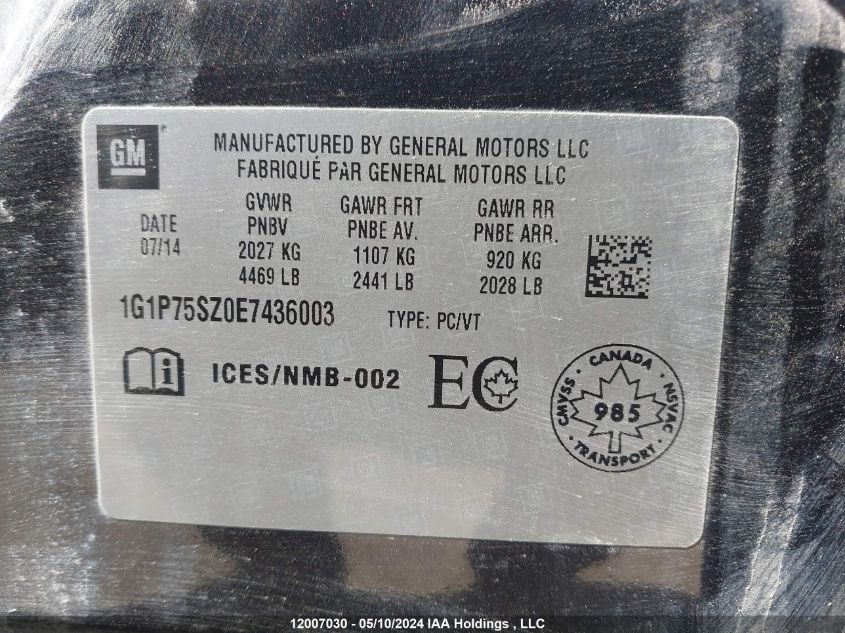 GM ®
MANUFACTURED BY GENERAL MOTORS LLC
FABRIQUÉ PAR GENERAL MOTORS LLC
DATE
07/14
GVWR
PNBV
2027 KG
4469 LB
GAWR FRT
PNBE AV.
1107 KG
2441 LB
GAWR RR
PNBE ARR.
920 KG
2028 LB
1G1P75SZ0E7436003 TYPE: PC/VT
i ICES/NMB-002 EC
CANADA
CMVSS 985 NSVAC
TRANSPORT
12007030 - 05/10/2024 IAA Holdings , LLC